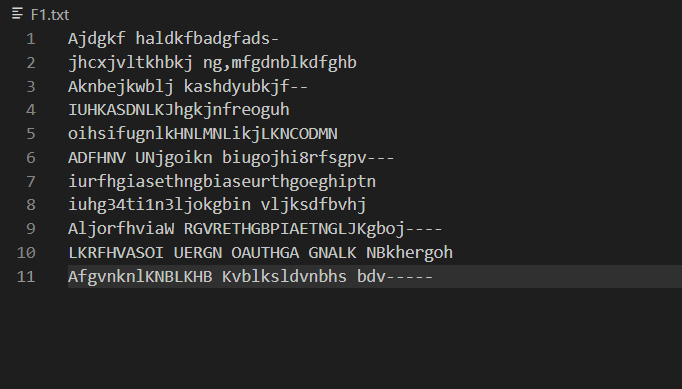 F1.txt
1 Ajdgkf haldkfbadgfads-
2 jhcxjvltkhbkj ng,mfgdnblkdfghb
3 Aknbejkwblj kashdyubkjf--
4 IUHKASDNLKJhgkjnfreoguh
5 oihsifugnlkHNLMNLikjLKNCODMN
6 ADFHNV UNjgoikn biugojhi8rfsgpv---
7 iurfhgiasethngbiaseurthgoeghiptn
8 iuhg34ti1n3ljokgbin vljksdfbvhj
9 AljorfhviaW RGVRETHGBPIAETNGLJKgboj----
10 LKRFHVASOI UERGN OAUTHGA GNALK NBkhergoh
11 AfgvnknlKNBLKHB Kvblksldvnbhs bdv-----